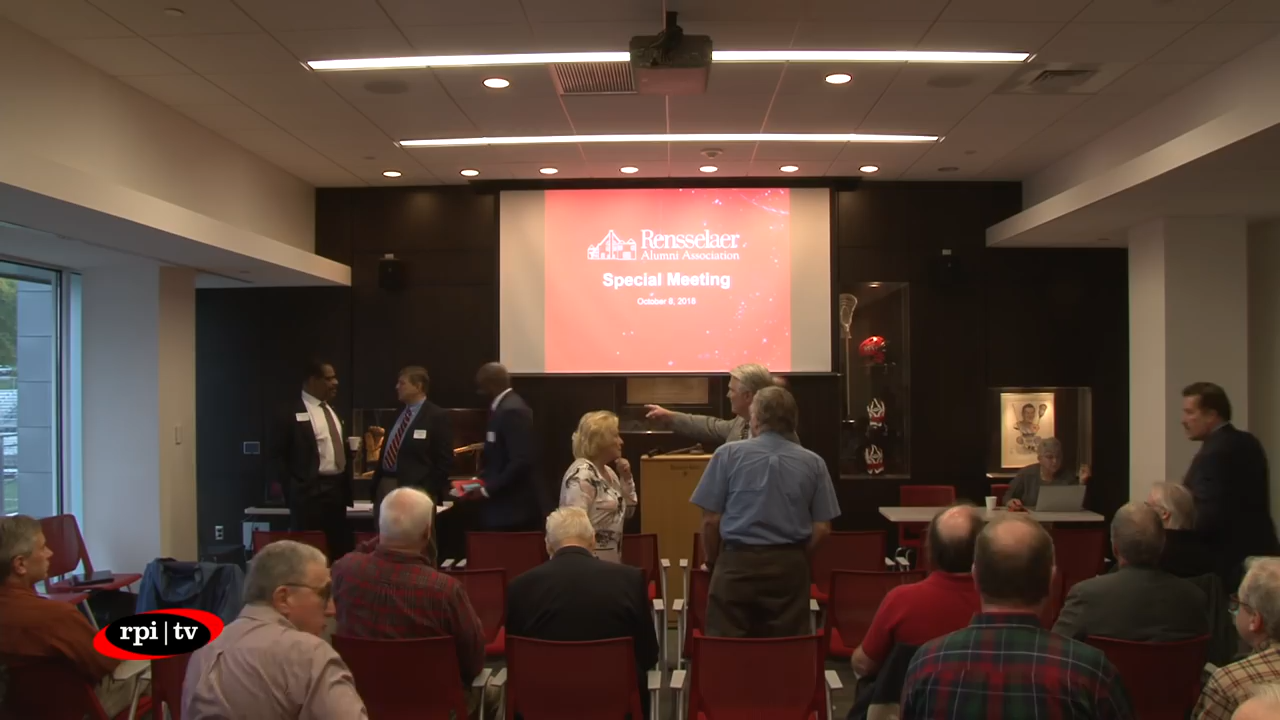 Rensselaer
Alumni Association
Special Meeting
October 8, 2018
rpi|tv